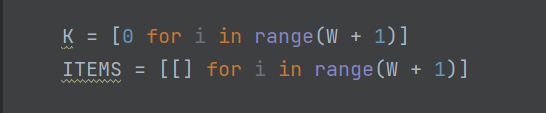 K = [0 for i in range(W + 1)]
ITEMS = [[] for i in range(W + 1)]